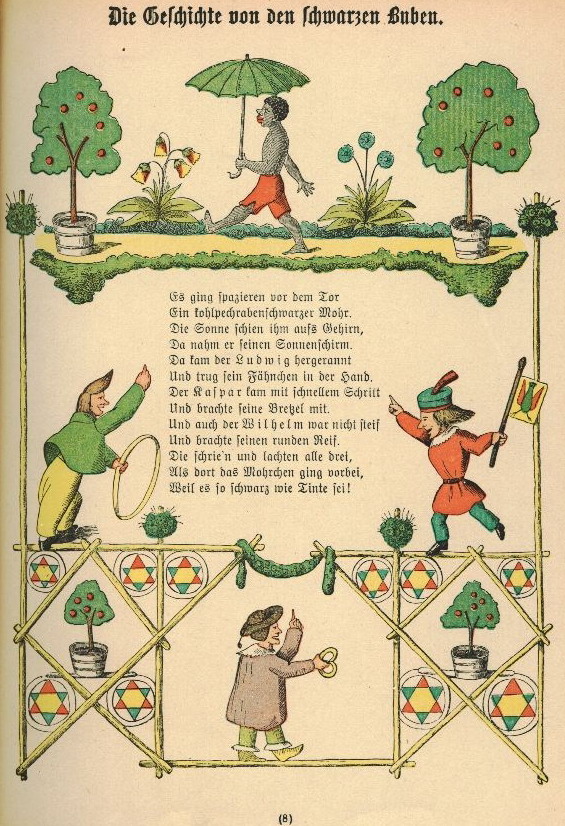 Die Geschichte von den schwarzen Buben.
Es ging spazieren vor dem Tor
Ein kohlpechrabenschwarzer Mohr.
Die Sonne schien ihm aufs Gehirn,
Da nahm er seinen Sonnenschirm.
Da kam der Ludwig hergerannt
Und trug sein Fähnchen in der Hand.
Der Kaspar kam mit schnellem Schritt
Und brachte seine Bretzel mit.
Und auch der Wilhelm war nicht steif
Und brachte seinen runden Reif.
Die schrie'n und lachten alle drei,
Als dort das Mohrchen ging vorbei,
Weil es so schwarz wie Tinte sei!
(8)